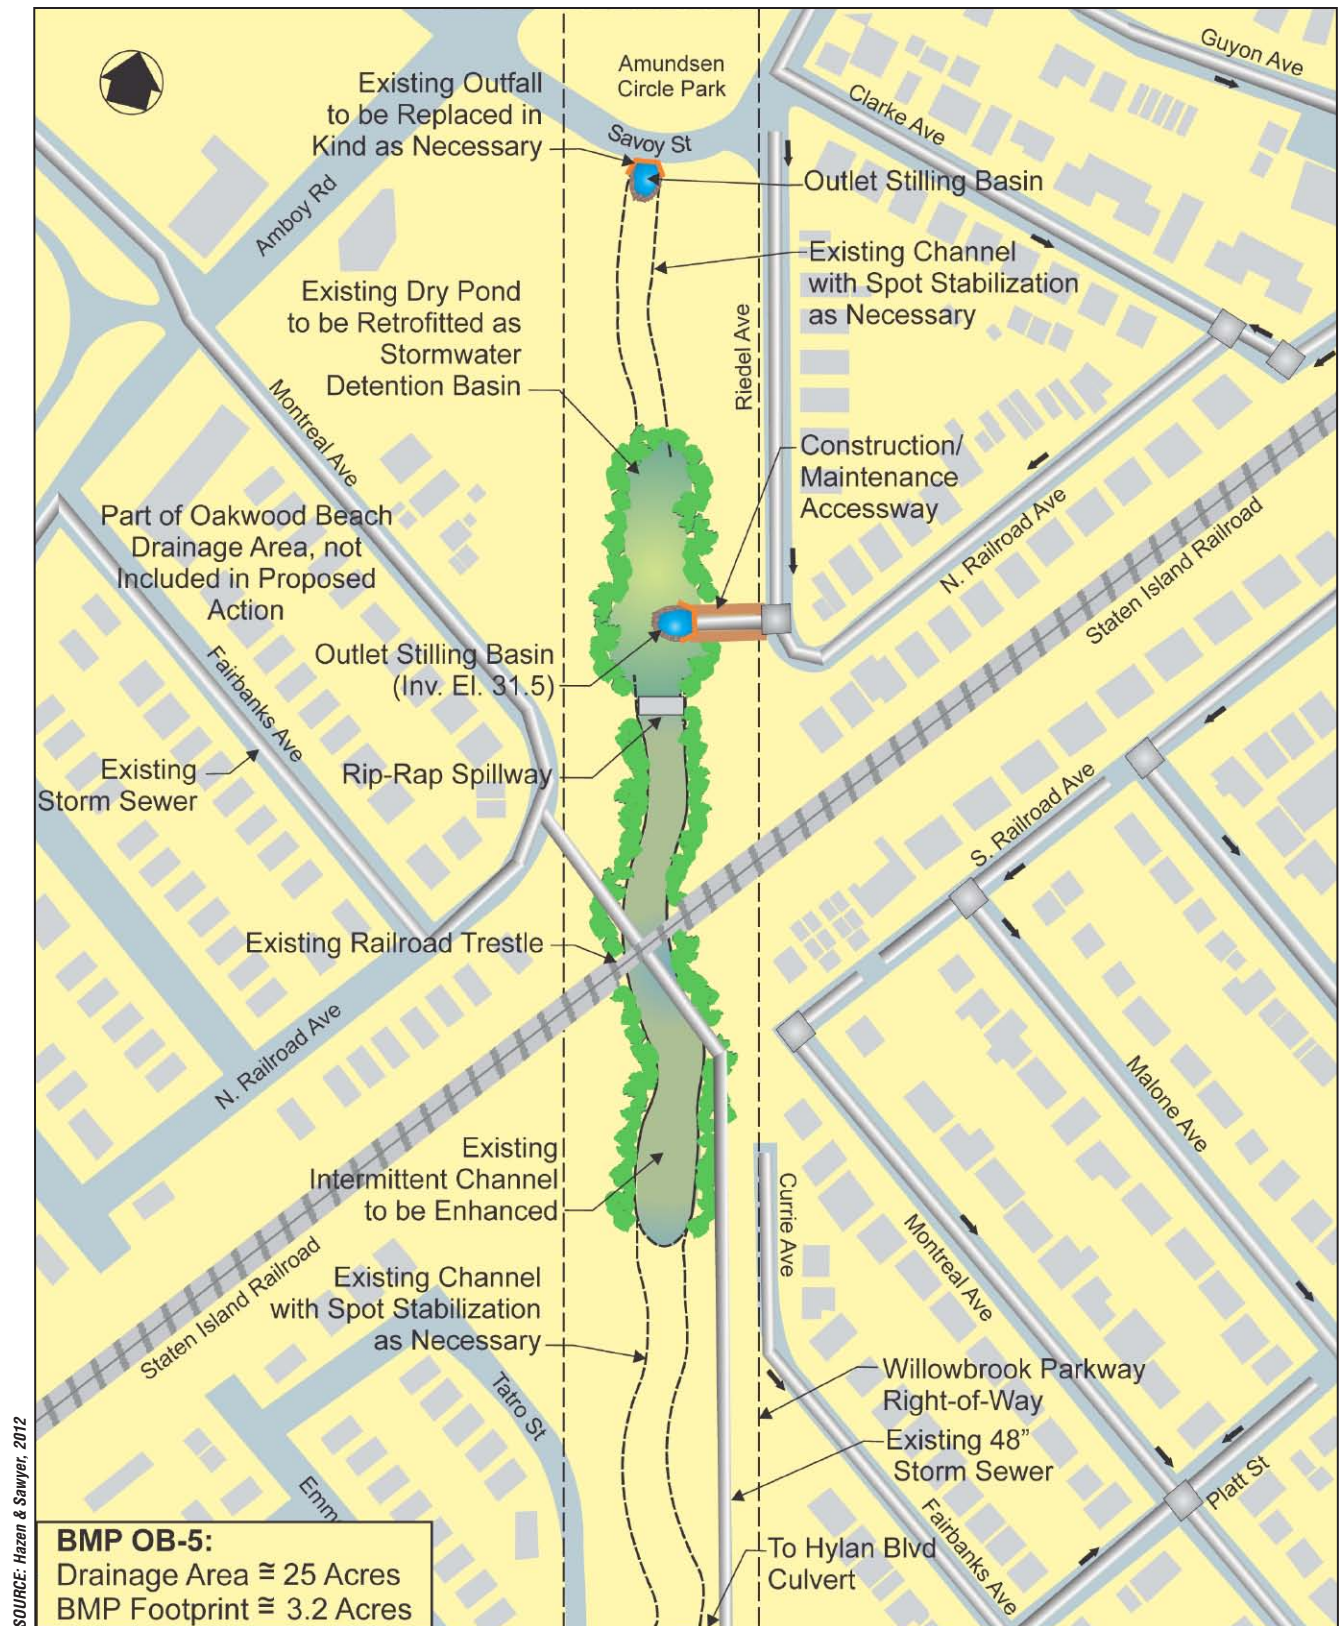 Guyon Ave
Amundsen
Circle Park
Existing Outfall
to be Replaced in
Kind as Necessary
Clarke Ave
Savoy St
Outlet Stilling Basin
Amboy Rd
Existing Channel
with Spot Stabilization
as Necessary
Existing Dry Pond
to be Retrofitted as
Stormwater
Detention Basin
Riedel Ave
Montreal Ave
Construction/
Maintenance
Accessway
Part of Oakwood Beach
Drainage Area, not
Included in Proposed
Action
N. Railroad Ave
Staten Island Railroad
Outlet Stilling Basin
(Inv. El. 31.5)
Fairbanks Ave
Existing
Storm Sewer
Rip-Rap Spillway
S. Railroad Ave
Existing Railroad Trestle
N. Railroad Ave
Malone Ave
Existing
Intermittent Channel
to be Enhanced
Currie Ave
Montreal Ave
Staten Island Railroad
Existing Channel
with Spot Stabilization
as Necessary
Tatro St
Willowbrook Parkway
Right-of-Way
Existing 48”
Storm Sewer
Platt St
Fairbanks Ave
To Hylan Blvd
Culvert
Emm
BMP OB-5:
Drainage Area ≅ 25 Acres
BMP Footprint ≅ 3.2 Acres
SOURCE: Hazen & Sawyer, 2012